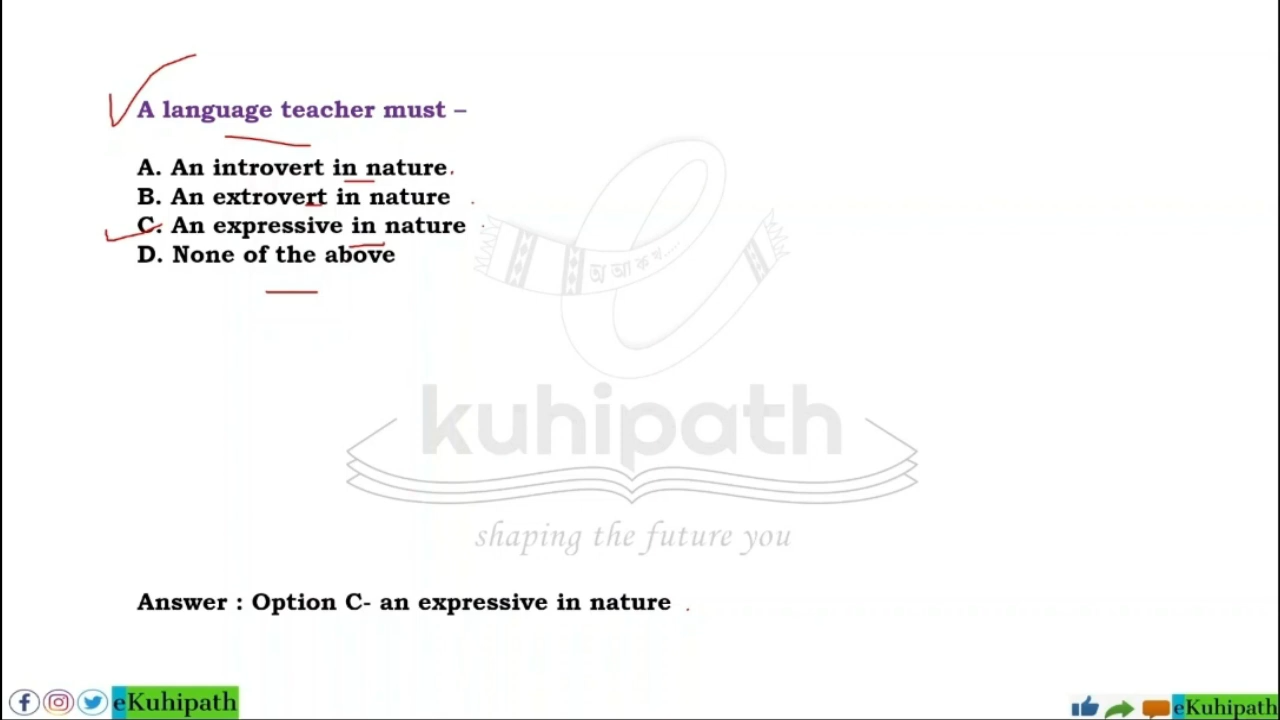 A language teacher must –
A. An introvert in nature.
B. An extrovert in nature
C. An expressive in nature
D. None of the above
অ আ ক খ....
kuhipath
shaping the future you
Answer : Option C- an expressive in nature
eKuhipath
eKuhipath